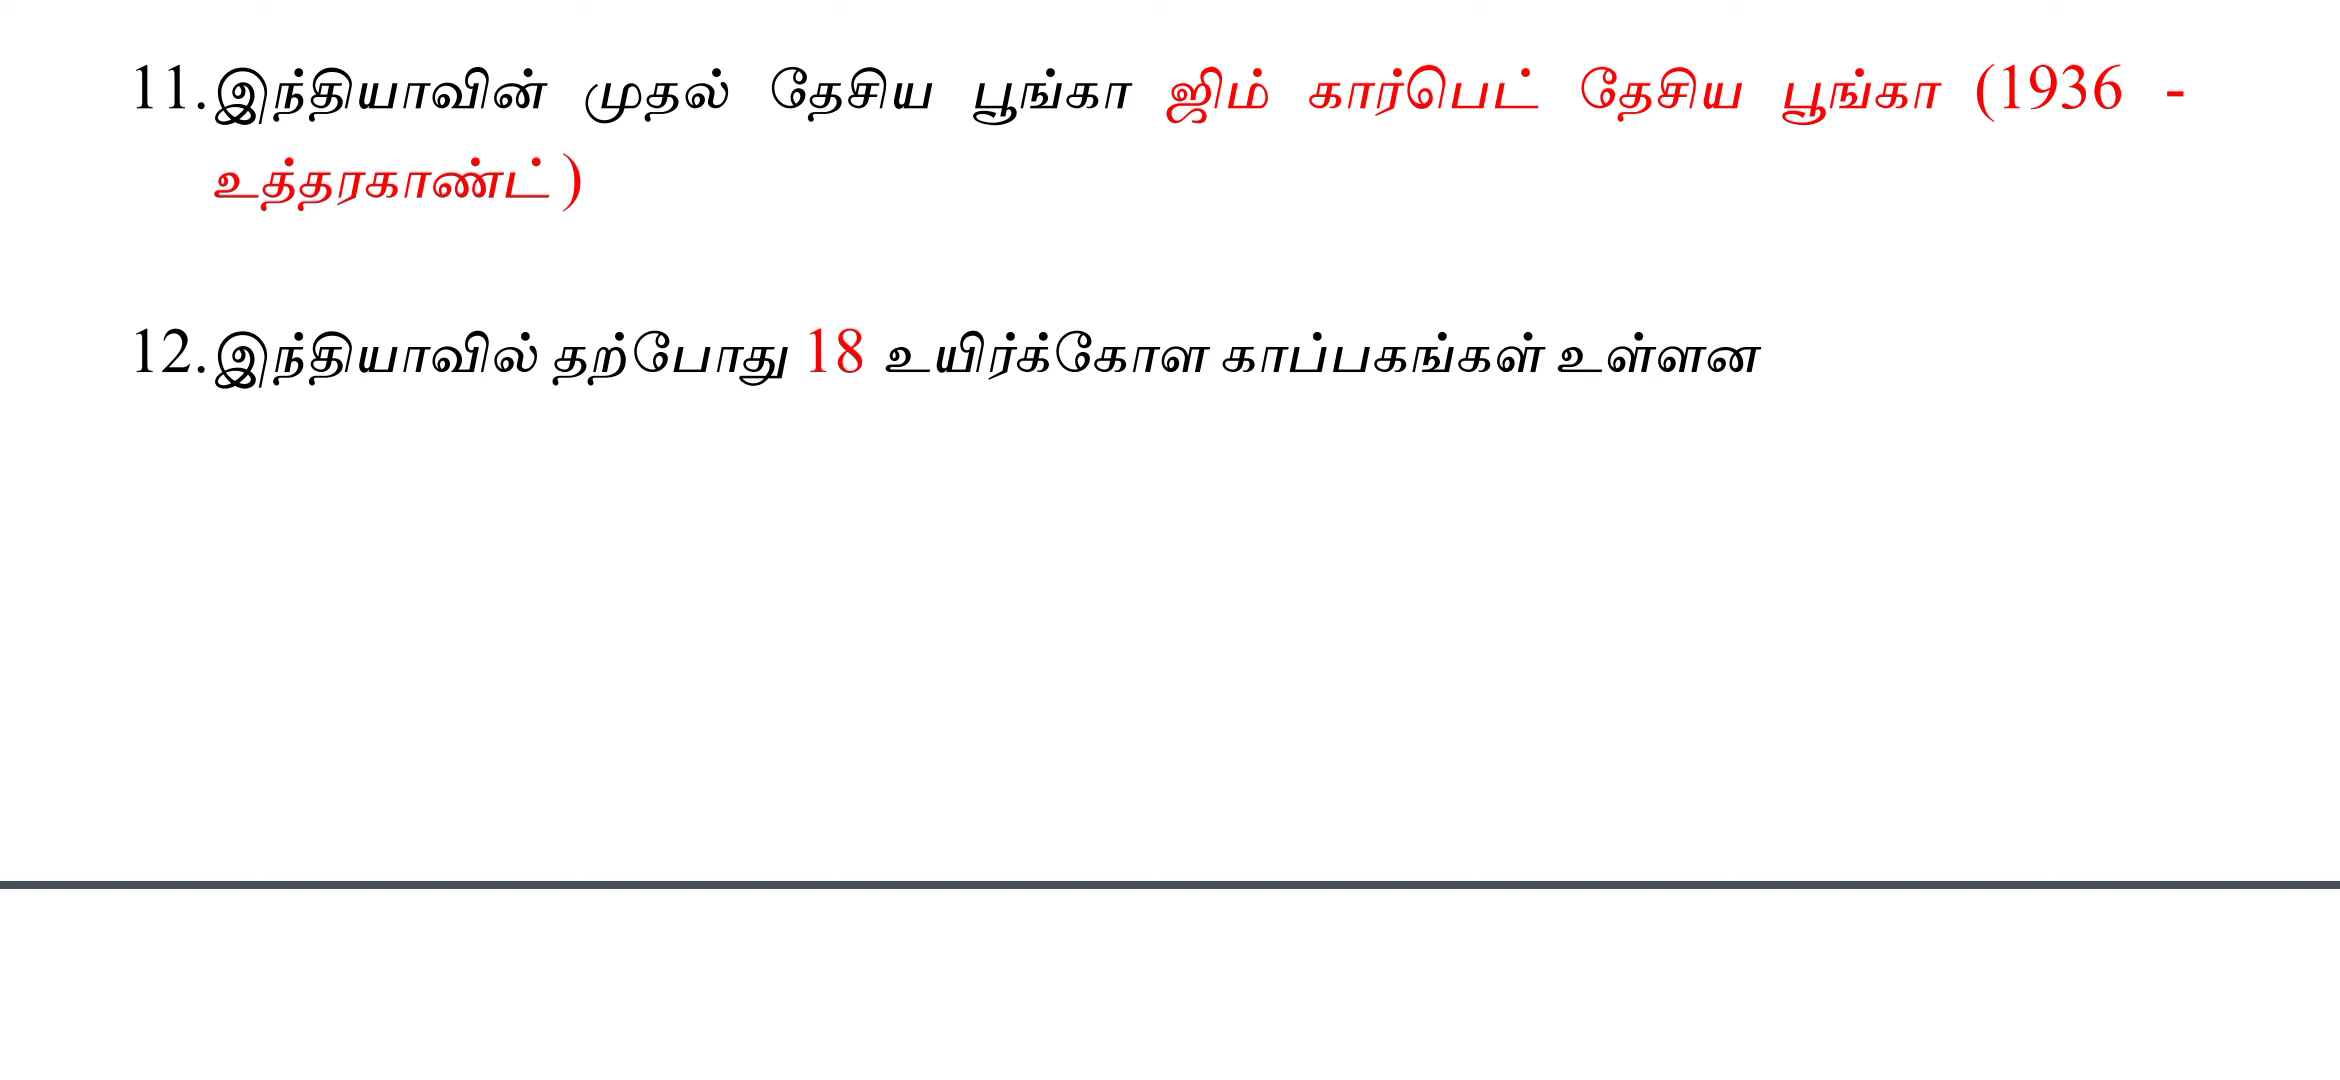 11.இந்தியாவின் முதல் தேசிய பூங்கா ஜிம் கார்பெட் தேசிய பூங்கா (1936 -
உத்தரகாண்ட்)
12.இந்தியாவில் தற்போது 18 உயிர்க்கோள காப்பகங்கள் உள்ளன